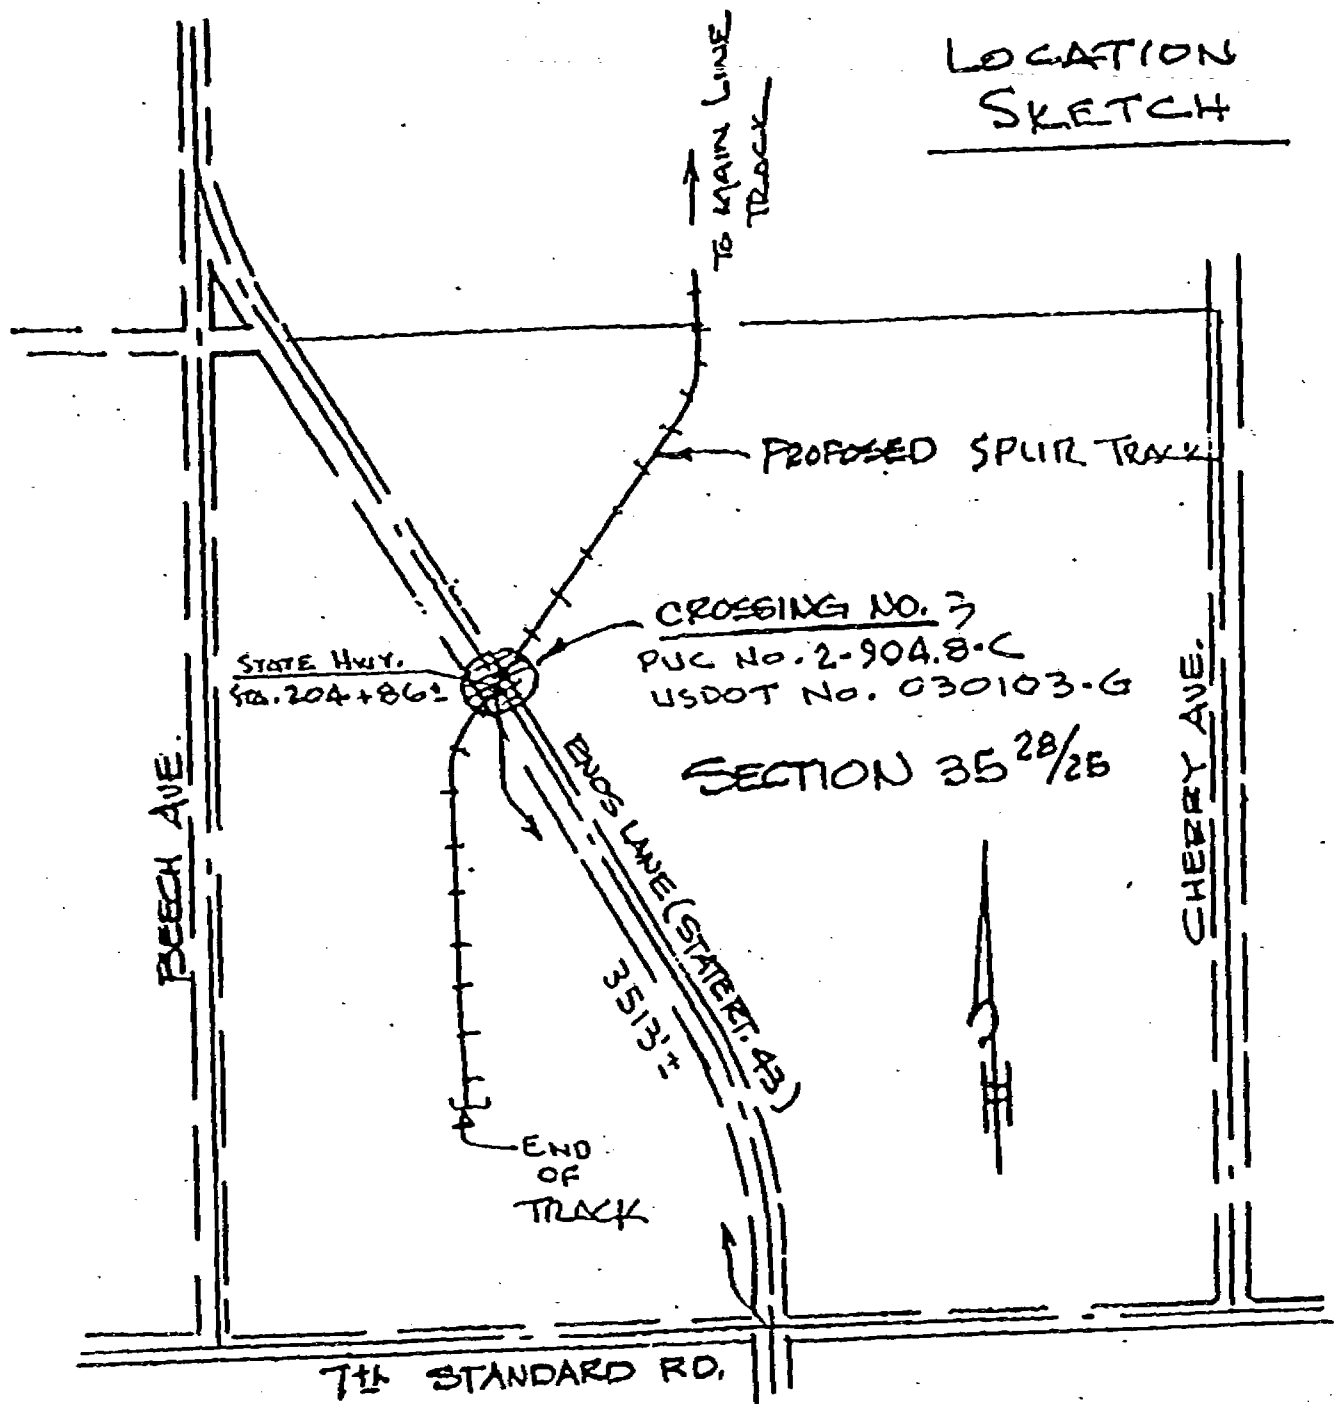 LOCATION
SKETCH
TO MAIN LINE
TRACK
PROPOSED SPUR TRACK
CROSSING NO. 3
PUC No. 2-904.8-C
USDOT No. 030103-G
STATE HWY.
STA. 204+86±
SECTION 35 28/25
ENOS LANE (STATE RT. 43)
3513'±
BEECH AVE.
CHERRY AVE.
END
OF
TRACK
7th STANDARD RD.